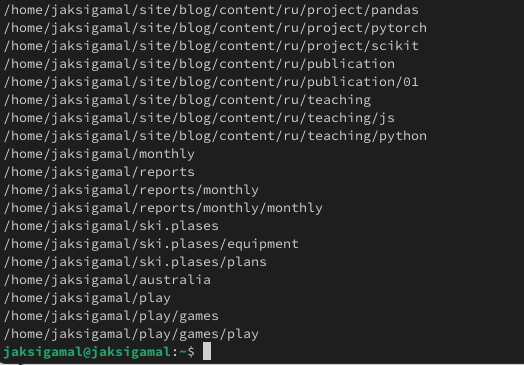 /home/jaksigamal/site/blog/content/ru/project/pandas
/home/jaksigamal/site/blog/content/ru/project/pytorch
/home/jaksigamal/site/blog/content/ru/project/scikit
/home/jaksigamal/site/blog/content/ru/publication
/home/jaksigamal/site/blog/content/ru/publication/01
/home/jaksigamal/site/blog/content/ru/teaching
/home/jaksigamal/site/blog/content/ru/teaching/js
/home/jaksigamal/site/blog/content/ru/teaching/python
/home/jaksigamal/monthly
/home/jaksigamal/reports
/home/jaksigamal/reports/monthly
/home/jaksigamal/reports/monthly/monthly
/home/jaksigamal/ski.plases
/home/jaksigamal/ski.plases/equipment
/home/jaksigamal/ski.plases/plans
/home/jaksigamal/australia
/home/jaksigamal/play
/home/jaksigamal/play/games
/home/jaksigamal/play/games/play
jaksigamal@jaksigamal:~$